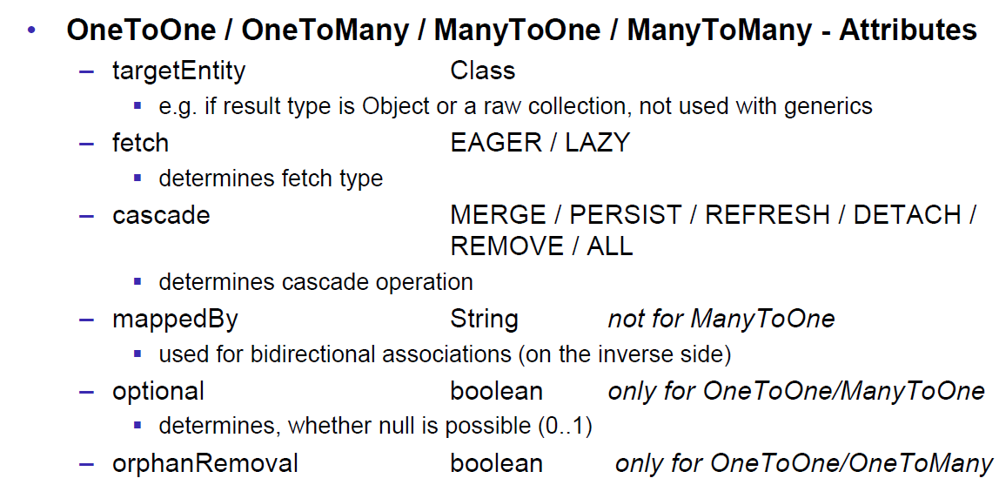 • OneToOne / OneToMany / ManyToOne / ManyToMany - Attributes
– targetEntity Class
▪ e.g. if result type is Object or a raw collection, not used with generics
– fetch EAGER / LAZY
▪ determines fetch type
– cascade MERGE / PERSIST / REFRESH / DETACH /
REMOVE / ALL
▪ determines cascade operation
– mappedBy String not for ManyToOne
▪ used for bidirectional associations (on the inverse side)
– optional boolean only for OneToOne/ManyToOne
▪ determines, whether null is possible (0..1)
– orphanRemoval boolean only for OneToOne/OneToMany